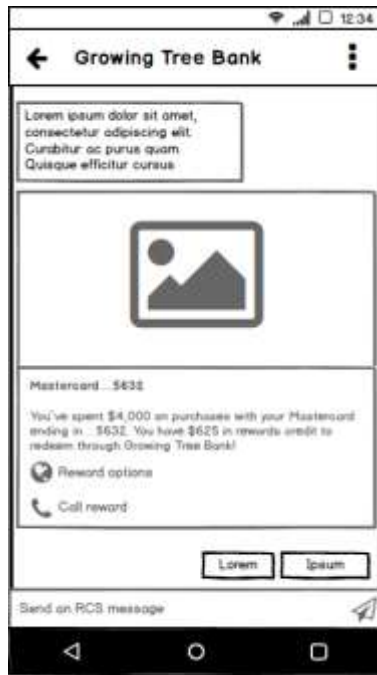 12:34
Growing Tree Bank
Lorem ipsum dolor sit amet,
consectetur adipiscing elit.
Curabitur ac purus quam.
Quisque efficitur cursus
Mastercard ...5632
You've spent $4,000 on purchases with your Mastercard
ending in ...5632. You have $625 in rewards credit to
redeem through Growing Tree Bank!
Reward options
Call reward
Lorem
Ipsum
Send an RCS message